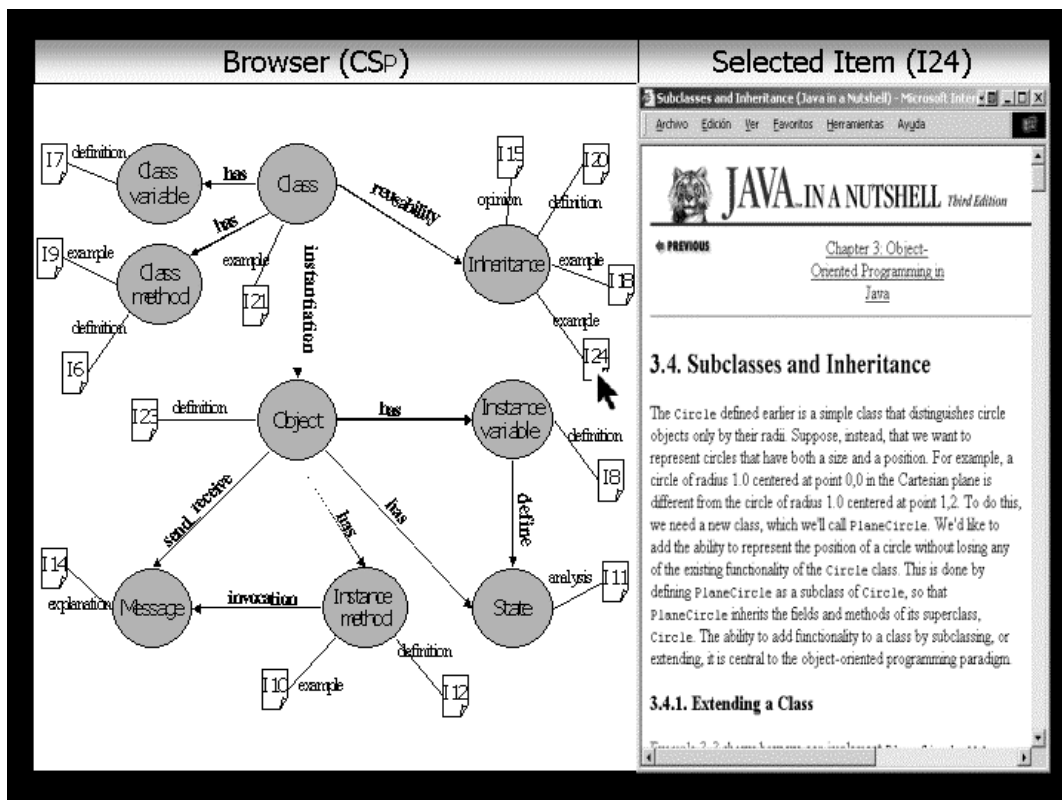 Browser (CSP)
Selected Item (I24)
I7
definition
Class
variable
has
Class
has
I9
example
Class
method
definition
I6
example
I21
reusability
I15
opinion
I20
definition
Inheritance
example
I18
example
I24
instantiation
I23
definition
Object
has
Instance
variable
definition
I8
define
send_receive
has
has
I14
explanation
Message
invocation
Instance
method
State
analysis
I11
I10
example
definition
I12
Subclasses and Inheritance (Java in a Nutshell) - Microsoft Inter
Archivo Edición Ver Favoritos Herramientas Ayuda
JAVA IN A NUTSHELL Third Edition
PREVIOUS
Chapter 3: Object-
Oriented Programming in
Java
3.4. Subclasses and Inheritance
The Circle defined earlier is a simple class that distinguishes circle
objects only by their radii. Suppose, instead, that we want to
represent circles that have both a size and a position. For example, a
circle of radius 1.0 centered at point 0,0 in the Cartesian plane is
different from the circle of radius 1.0 centered at point 1,2. To do this,
we need a new class, which we'll call PlaneCircle. We'd like to
add the ability to represent the position of a circle without losing any
of the existing functionality of the Circle class. This is done by
defining PlaneCircle as a subclass of Circle, so that
PlaneCircle inherits the fields and methods of its superclass,
Circle. The ability to add functionality to a class by subclassing, or
extending, it is central to the object-oriented programming paradigm.
3.4.1. Extending a Class